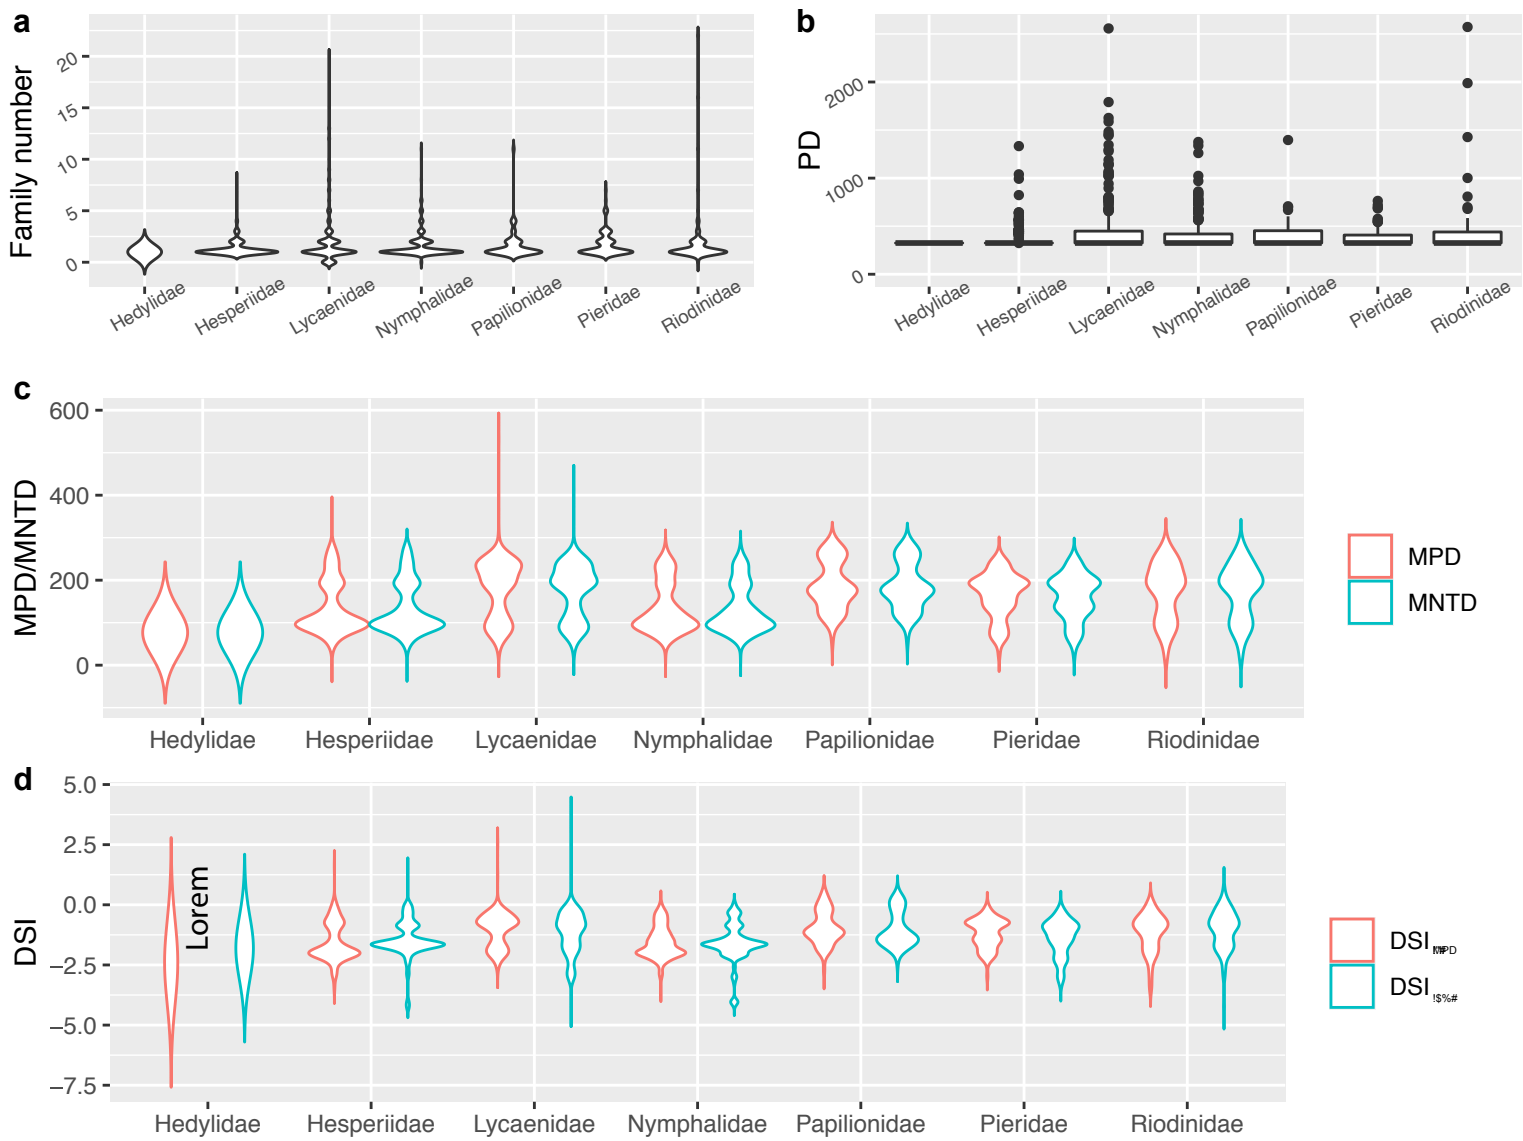 a
Family number
20
15
10
5
0
Hedylidae
Hesperiidae
Lycaenidae
Nymphalidae
Papilionidae
Pieridae
Riodinidae
b
PD
2000
1000
0
Hedylidae
Hesperiidae
Lycaenidae
Nymphalidae
Papilionidae
Pieridae
Riodinidae
c
MPD/MNTD
600
400
200
0
Hedylidae
Hesperiidae
Lycaenidae
Nymphalidae
Papilionidae
Pieridae
Riodinidae
MPD
MNTD
d
DSI
5.0
2.5
0.0
−2.5
−5.0
−7.5
Lorem
Hedylidae
Hesperiidae
Lycaenidae
Nymphalidae
Papilionidae
Pieridae
Riodinidae
DSI
DSI !$%#